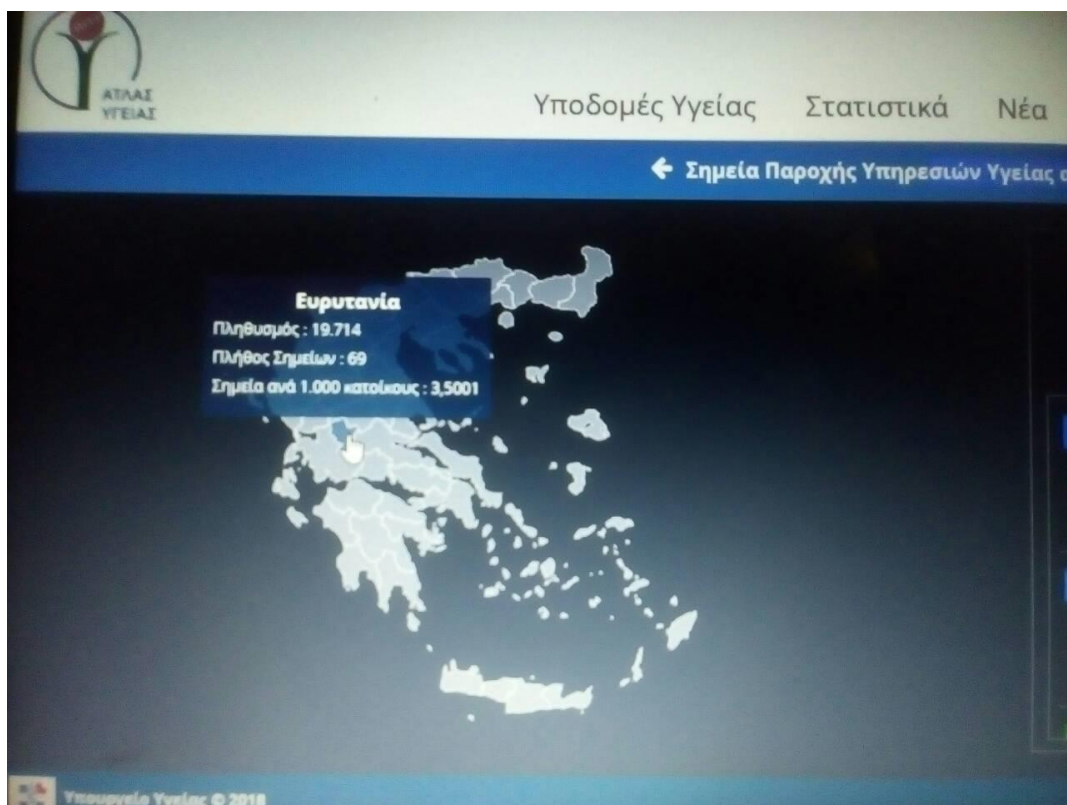 ΑΤΛΑΣ
ΥΓΕΙΑΣ
Υποδομές Υγείας Στατιστικά Νέα
← Σημεία Παροχής Υπηρεσιών Υγείας
Ευρυτανία
Πληθυσμός : 19.714
Πλήθος Σημείων : 69
Σημεία ανά 1.000 κατοίκους : 3,5001
Υπουργείο Υγείας © 2018